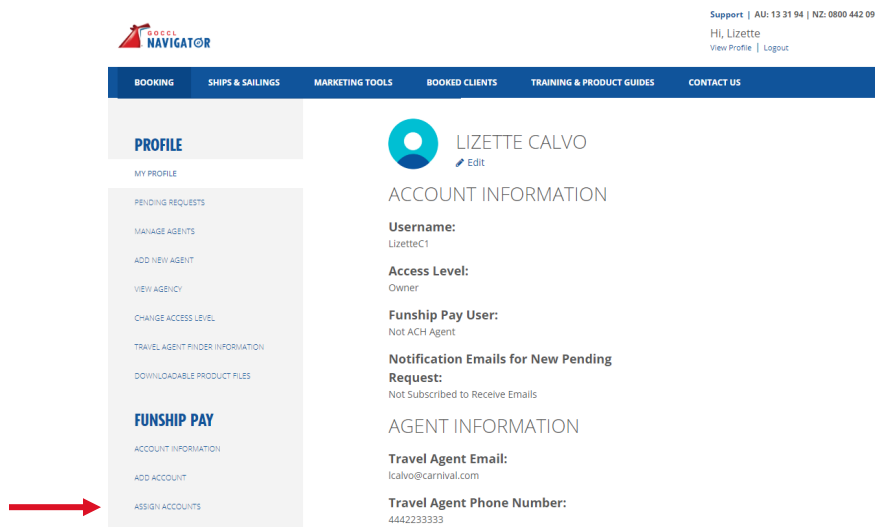 Support | AU: 13 31 94 | NZ: 0800 442 09
GOCCL
NAVIGATOR
Hi, Lizette
View Profile | Logout
BOOKING SHIPS & SAILINGS MARKETING TOOLS BOOKED CLIENTS TRAINING & PRODUCT GUIDES CONTACT US
PROFILE
MY PROFILE
PENDING REQUESTS
MANAGE AGENTS
ADD NEW AGENT
VIEW AGENCY
CHANGE ACCESS LEVEL
TRAVEL AGENT FINDER INFORMATION
DOWNLOADABLE PRODUCT FILES
FUNSHIP PAY
ACCOUNT INFORMATION
ADD ACCOUNT
ASSIGN ACCOUNTS
LIZETTE CALVO
Edit
ACCOUNT INFORMATION
Username:
LizetteC1
Access Level:
Owner
Funship Pay User:
Not ACH Agent
Notification Emails for New Pending
Request:
Not Subscribed to Receive Emails
AGENT INFORMATION
Travel Agent Email:
lcalvo@carnival.com
Travel Agent Phone Number:
4442233333